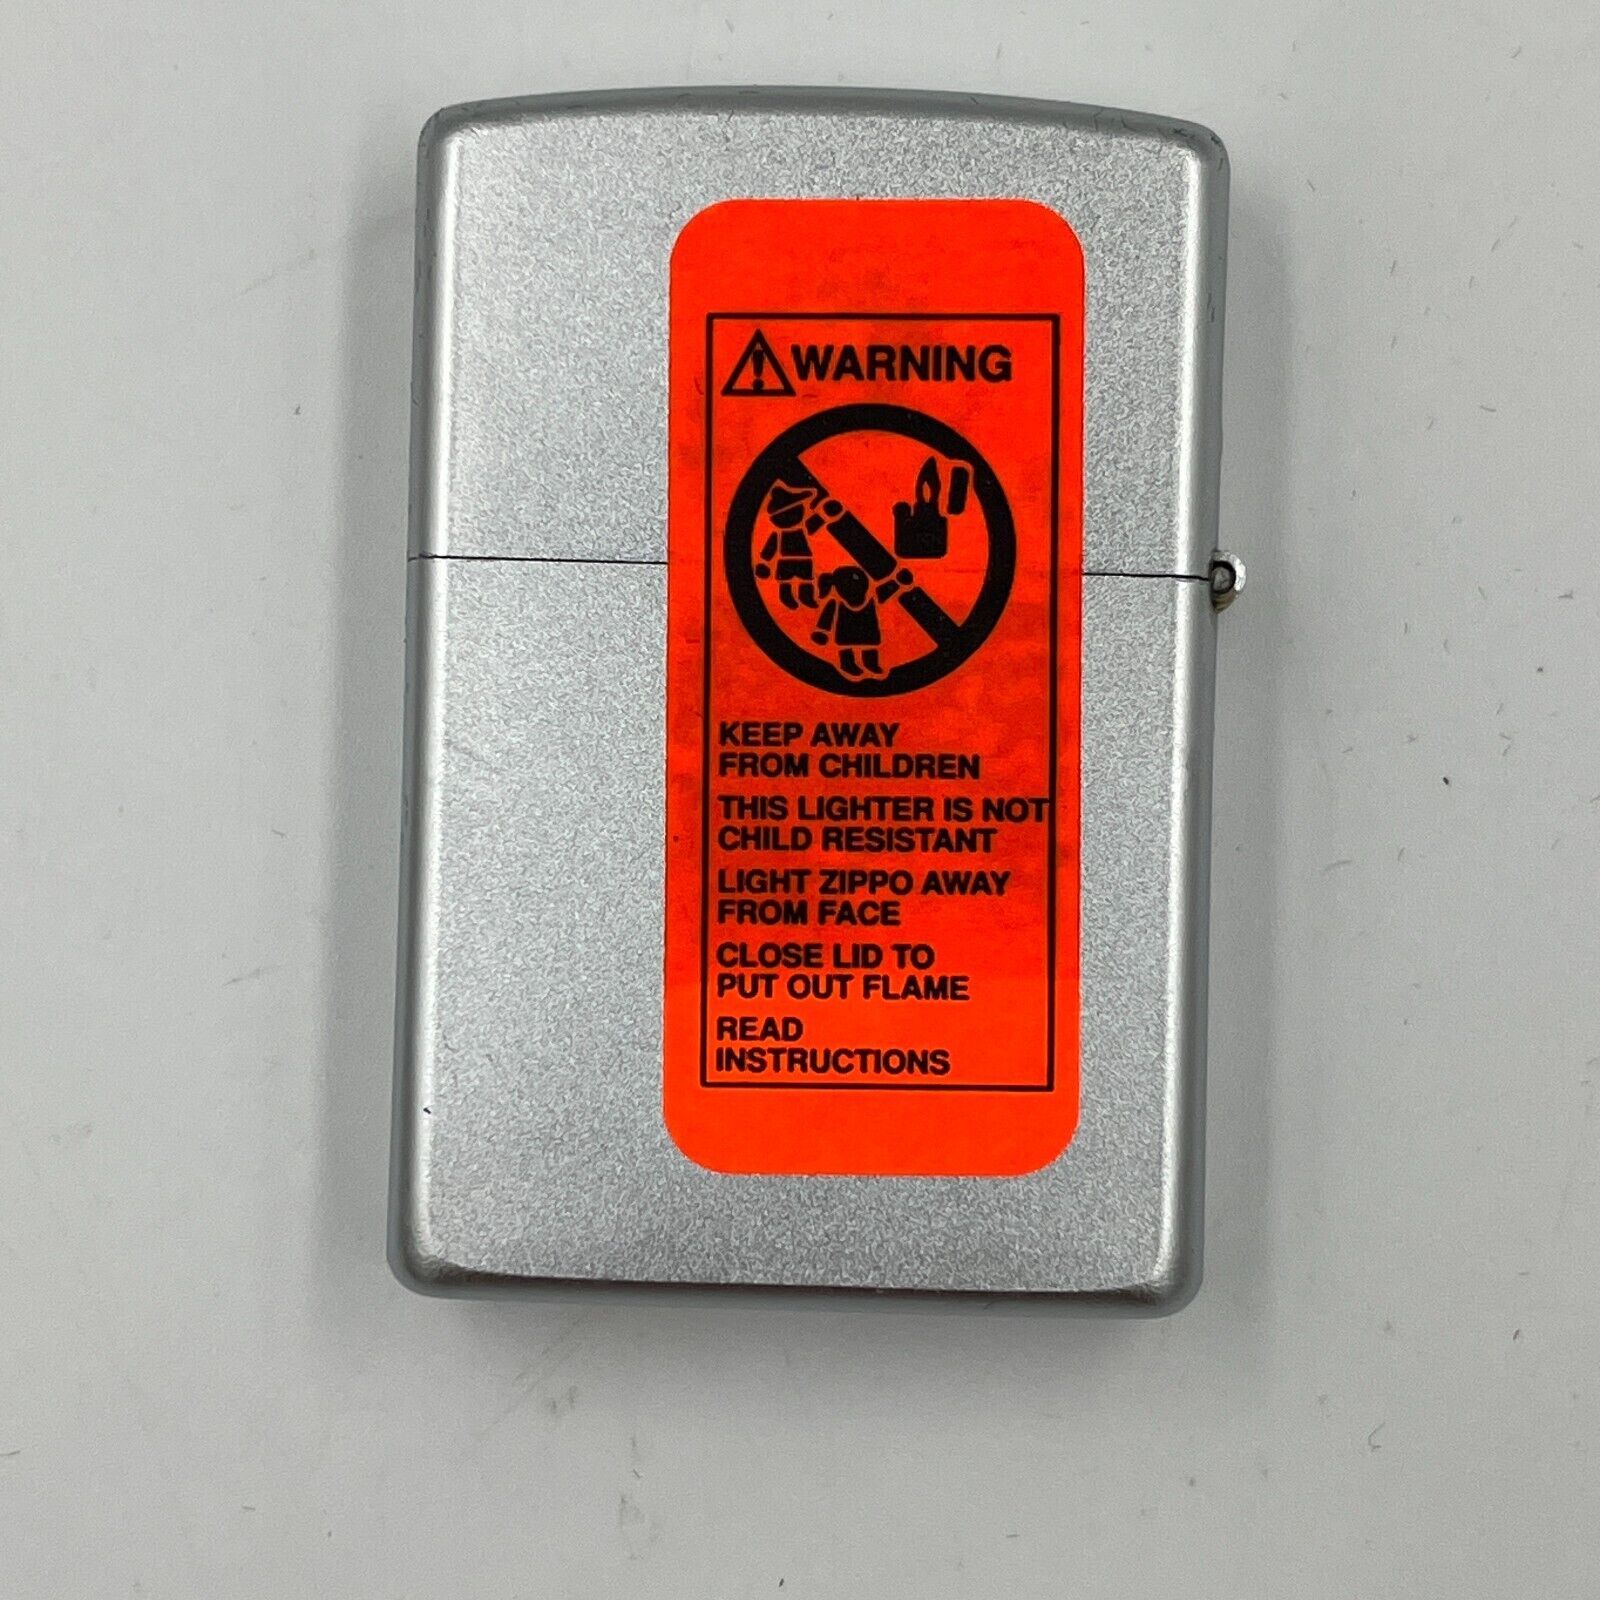 WARNING
KEEP AWAY
FROM CHILDREN
THIS LIGHTER IS NOT
CHILD RESISTANT
LIGHT ZIPPO AWAY
FROM FACE
CLOSE LID TO
PUT OUT FLAME
READ
INSTRUCTIONS